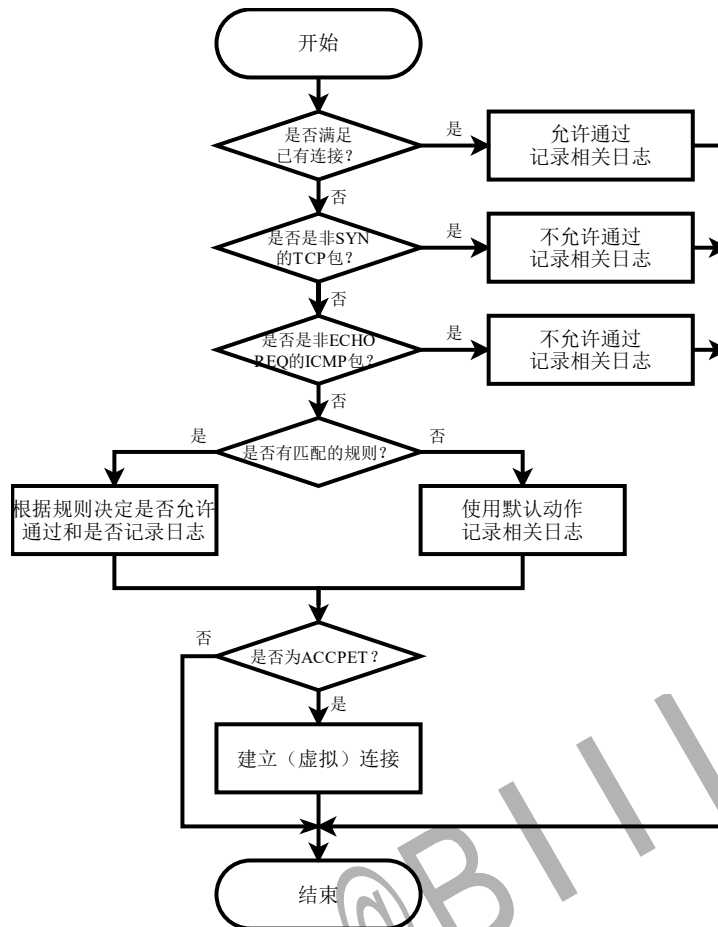 开始
是否满足
已有连接？
是
允许通过
记录相关日志
否
是否是非SYN
的TCP包？
是
不允许通过
记录相关日志
否
是否是非ECHO
REQ的ICMP包？
是
不允许通过
记录相关日志
否
是否有匹配的规则？
是
否
根据规则决定是否允许
通过和是否记录日志
使用默认动作
记录相关日志
是否为ACCPET？
否
是
建立（虚拟）连接
结束
@BIII